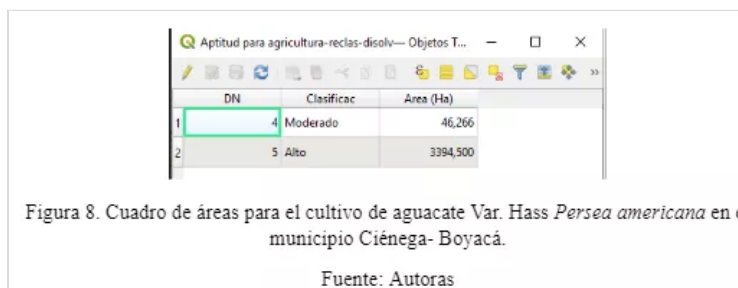 Aptitud para agricultura-reclas-disolv— Objetos T...
DN Clasificac Area (Ha)
1 4 Moderado 46,266
2 5 Alto 3394,500
Figura 8. Cuadro de áreas para el cultivo de aguacate Var. Hass Persea americana en
municipio Ciénega- Boyacá.
Fuente: Autoras